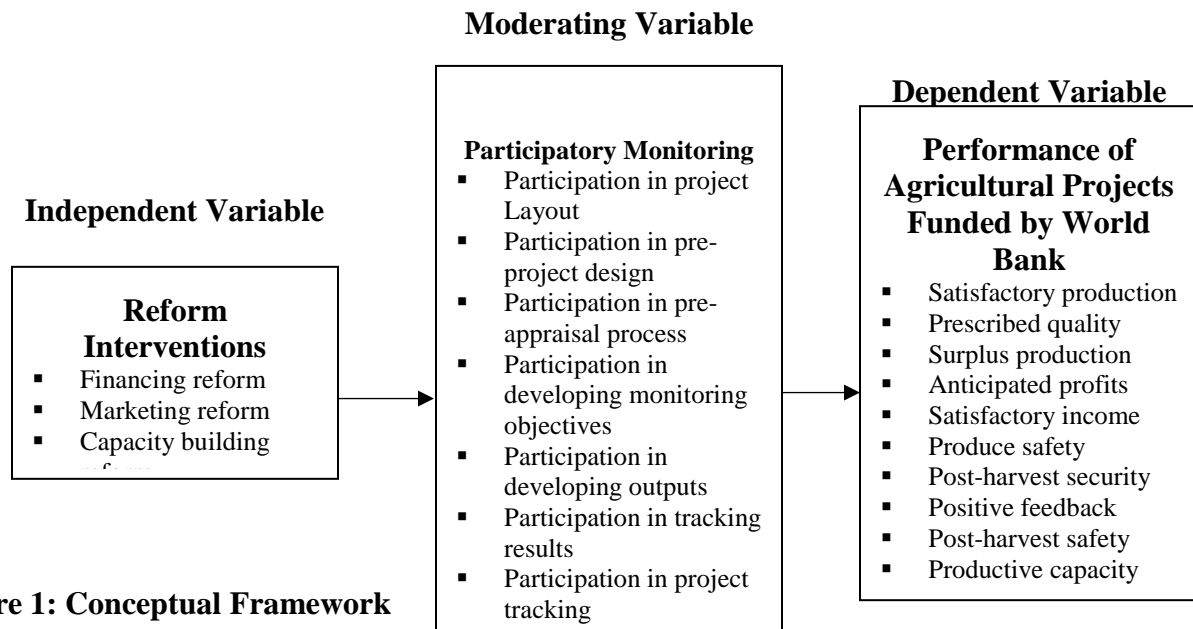 Moderating Variable
Dependent Variable
Independent Variable
Reform
Interventions
▪ Financing reform
▪ Marketing reform
▪ Capacity building
Participatory Monitoring
▪ Participation in project
Layout
▪ Participation in pre-
project design
▪ Participation in pre-
appraisal process
▪ Participation in
developing monitoring
objectives
▪ Participation in
developing outputs
▪ Participation in tracking
results
▪ Participation in project
tracking
Performance of
Agricultural Projects
Funded by World
Bank
▪ Satisfactory production
▪ Prescribed quality
▪ Surplus production
▪ Anticipated profits
▪ Satisfactory income
▪ Produce safety
▪ Post-harvest security
▪ Positive feedback
▪ Post-harvest safety
▪ Productive capacity
re 1: Conceptual Framework